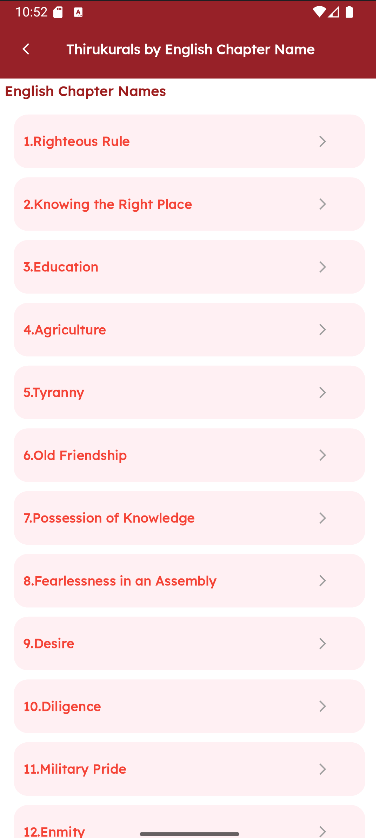 10:52
A
Thirukurals by English Chapter Name
English Chapter Names
1.Righteous Rule
2.Knowing the Right Place
3.Education
4.Agriculture
5.Tyranny
6.Old Friendship
7.Possession of Knowledge
8.Fearlessness in an Assembly
9.Desire
10.Diligence
11.Military Pride
12.Enmity